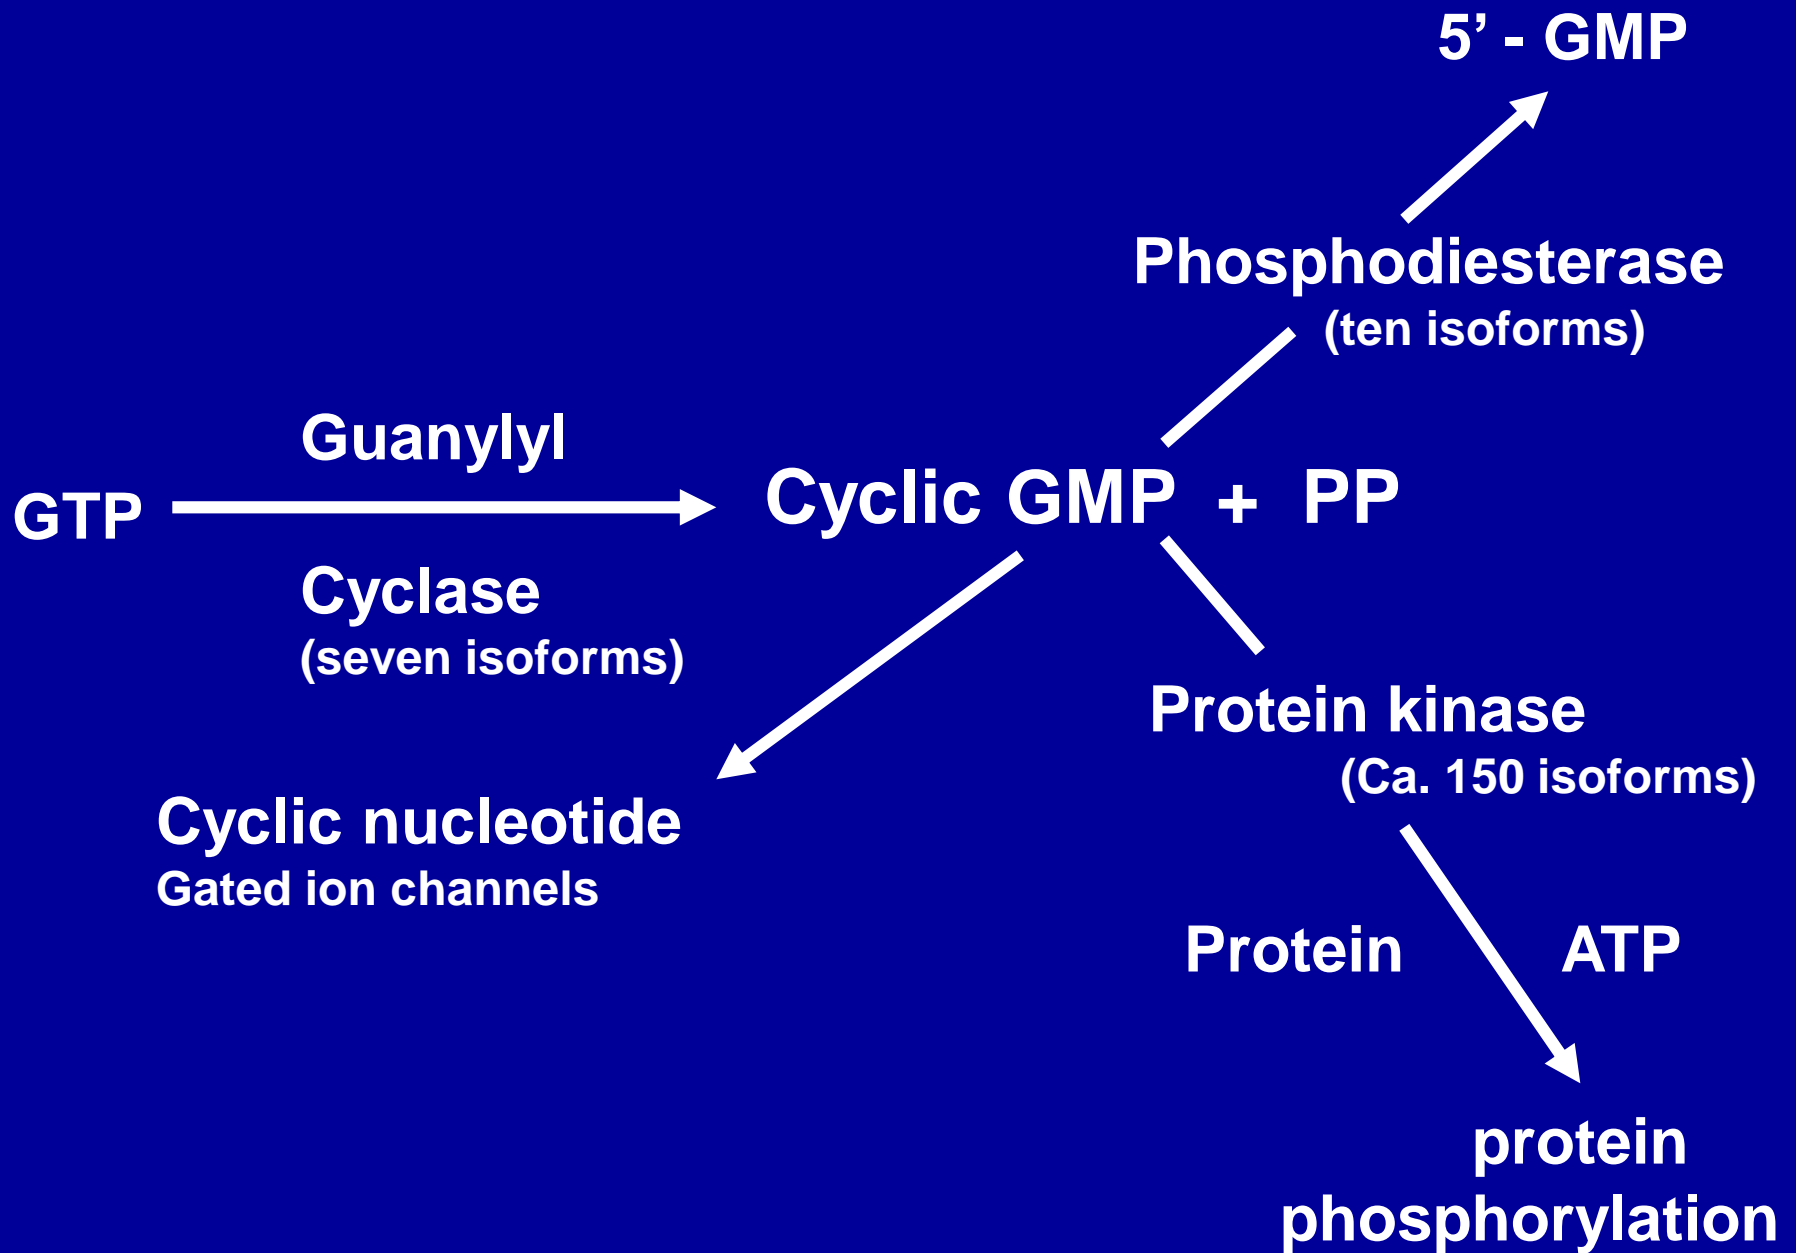 5’ - GMP
Phosphodiesterase
(ten isoforms)
Guanylyl
GTP
Cyclic GMP + PP
Cyclase
(seven isoforms)
Protein kinase
(Ca. 150 isoforms)
Cyclic nucleotide
Gated ion channels
Protein
ATP
protein
phosphorylation